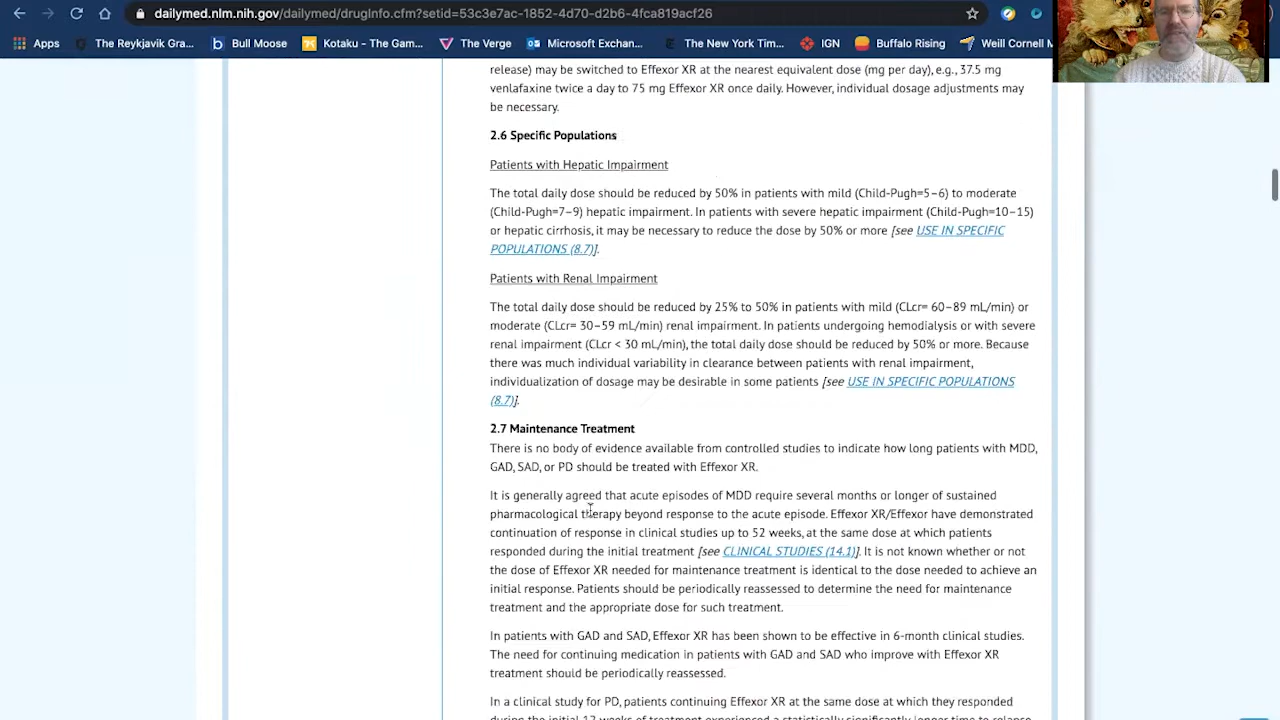 dailymed.nlm.nih.gov/dailymed/drugInfo.cfm?setid=53c3e7ac-1852-4d70-d2b6-4fca819acf26
Apps The Reykjavik Gra... Bull Moose Kotaku - The Gam... The Verge Microsoft Exchan... The New York Tim... IGN Buffalo Rising Weill Cornell M
release) may be switched to Effexor XR at the nearest equivalent dose (mg per day), e.g., 37.5 mg
venlafaxine twice a day to 75 mg Effexor XR once daily. However, individual dosage adjustments may
be necessary.
2.6 Specific Populations
Patients with Hepatic Impairment
The total daily dose should be reduced by 50% in patients with mild (Child-Pugh=5–6) to moderate
(Child-Pugh=7–9) hepatic impairment. In patients with severe hepatic impairment (Child-Pugh=10–15)
or hepatic cirrhosis, it may be necessary to reduce the dose by 50% or more [see USE IN SPECIFIC
POPULATIONS (8.7)].
Patients with Renal Impairment
The total daily dose should be reduced by 25% to 50% in patients with mild (CLcr= 60–89 mL/min) or
moderate (CLcr= 30–59 mL/min) renal impairment. In patients undergoing hemodialysis or with severe
renal impairment (CLcr < 30 mL/min), the total daily dose should be reduced by 50% or more. Because
there was much individual variability in clearance between patients with renal impairment,
individualization of dosage may be desirable in some patients [see USE IN SPECIFIC POPULATIONS
(8.7)].
2.7 Maintenance Treatment
There is no body of evidence available from controlled studies to indicate how long patients with MDD,
GAD, SAD, or PD should be treated with Effexor XR.
It is generally agreed that acute episodes of MDD require several months or longer of sustained
pharmacological therapy beyond response to the acute episode. Effexor XR/Effexor have demonstrated
continuation of response in clinical studies up to 52 weeks, at the same dose at which patients
responded during the initial treatment [see CLINICAL STUDIES (14.1)]. It is not known whether or not
the dose of Effexor XR needed for maintenance treatment is identical to the dose needed to achieve an
initial response. Patients should be periodically reassessed to determine the need for maintenance
treatment and the appropriate dose for such treatment.
In patients with GAD and SAD, Effexor XR has been shown to be effective in 6-month clinical studies.
The need for continuing medication in patients with GAD and SAD who improve with Effexor XR
treatment should be periodically reassessed.
In a clinical study for PD, patients continuing Effexor XR at the same dose at which they responded
during the initial 12 weeks of treatment experienced a statistically significantly longer time to relapse